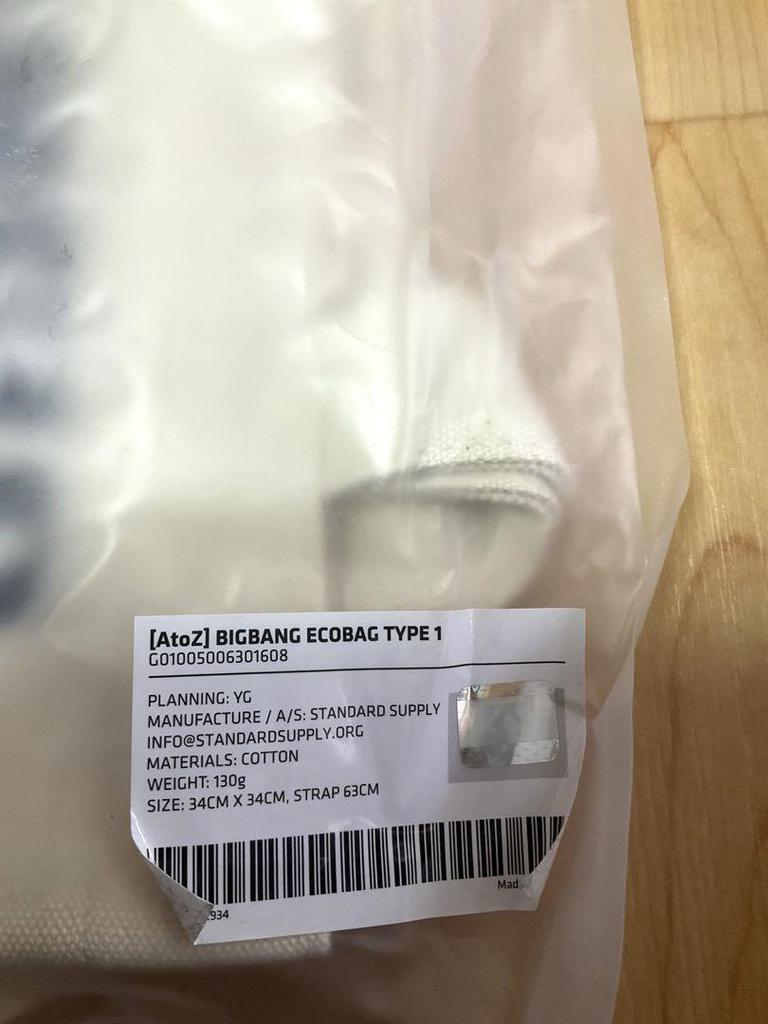 [AtoZ] BIGBANG ECOBAG TYPE 1
G01005006301608
PLANNING: YG
MANUFACTURE / A/S: STANDARD SUPPLY
INFO@STANDARDSUPPLY.ORG
MATERIALS: COTTON
WEIGHT: 130g
SIZE: 34CM X 34CM, STRAP 63CM
Mad
934